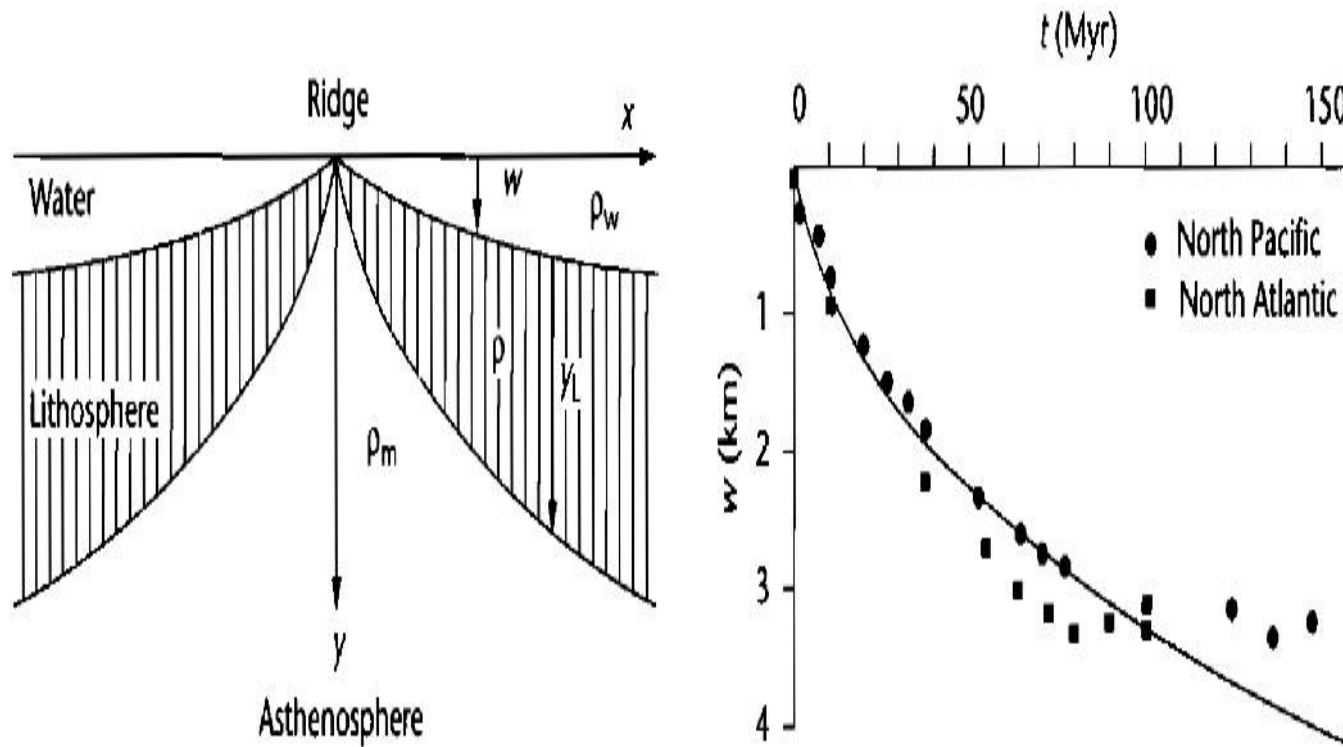 Ridge
x
Water
w
ρw
Lithosphere
ρ
yL
ρm
y
Asthenosphere
t (Myr)
0 50 100 150
North Pacific
North Atlantic
1
2
3
4
w (km)